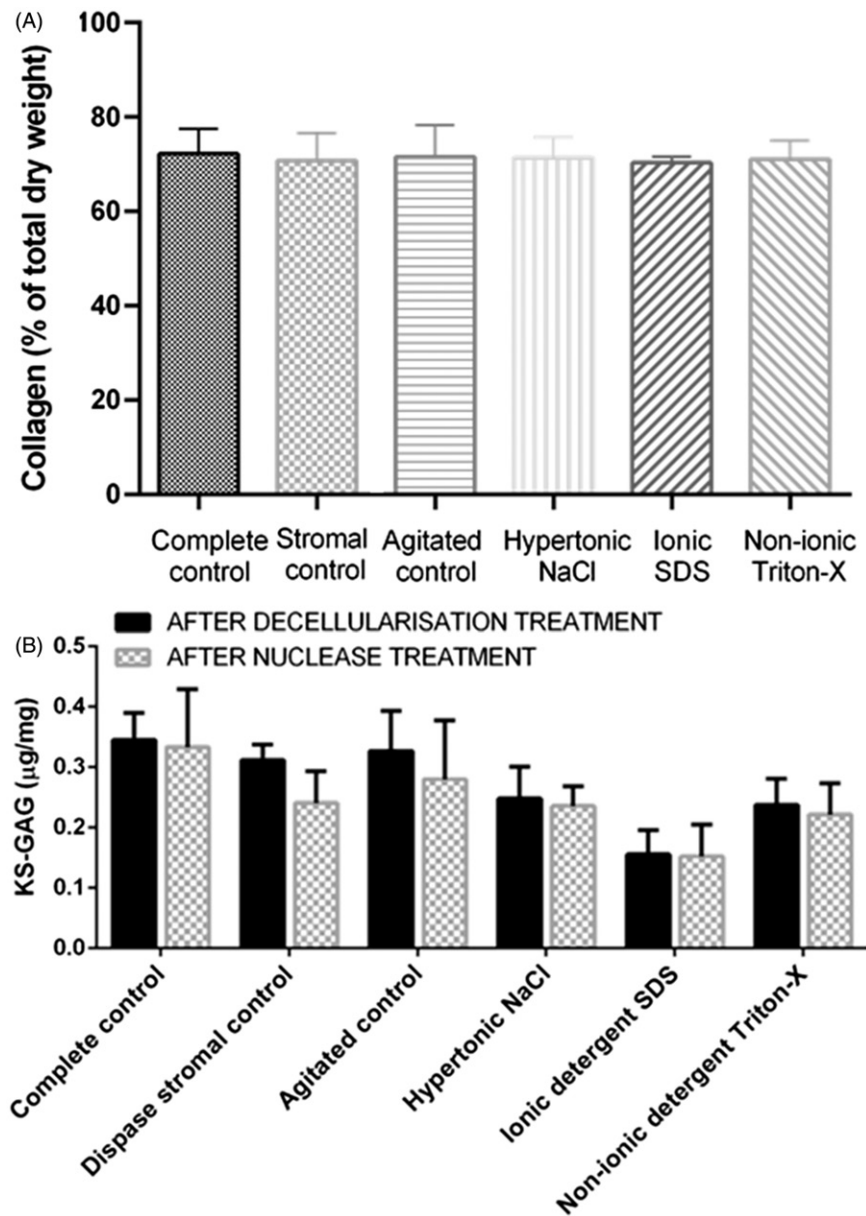 (A)
Collagen (% of total dry weight)
100
80
60
40
20
0
Complete control
Stromal control
Agitated control
Hypertonic NaCl
Ionic SDS
Non-ionic Triton-X
(B)
AFTER DECELLULARISATION TREATMENT
AFTER NUCLEASE TREATMENT
KS-GAG (µg/mg)
0.5
0.4
0.3
0.2
0.1
0.0
Complete control
Dispase stromal control
Agitated control
Hypertonic NaCl
Ionic detergent SDS
Non-ionic detergent Triton-X